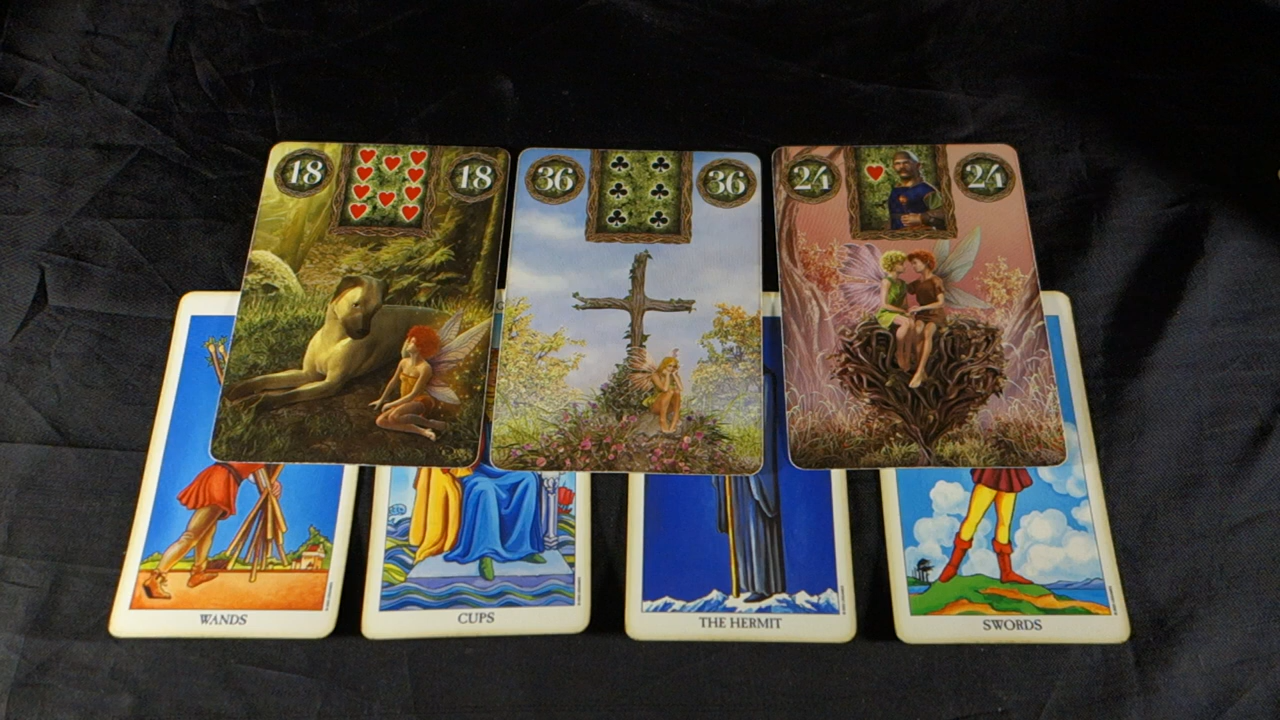 18 18
36 36
24 24
WANDS
CUPS
THE HERMIT
SWORDS